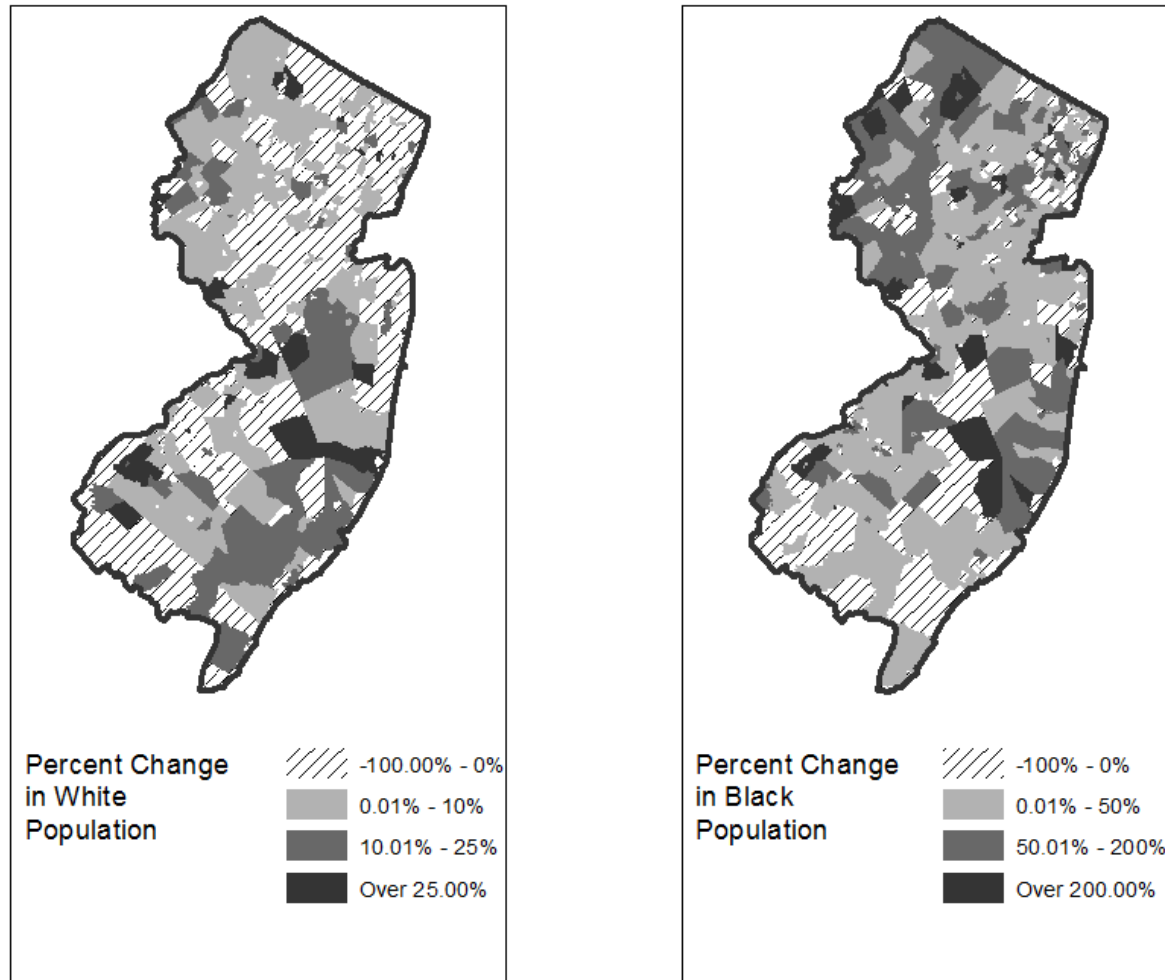 Percent Change
in White
Population
-100.00% - 0%
0.01% - 10%
10.01% - 25%
Over 25.00%
Percent Change
in Black
Population
-100% - 0%
0.01% - 50%
50.01% - 200%
Over 200.00%